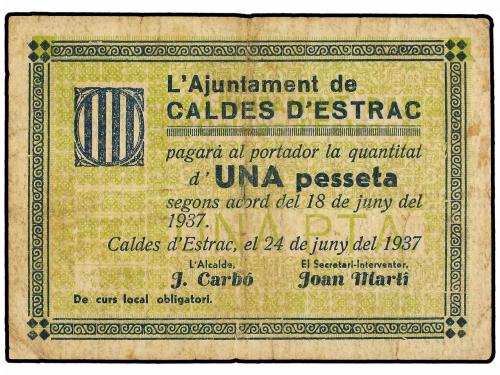 L'Ajuntament de
CALDES D'ESTRAC
pagarà al portador la quantitat
d' UNA pesseta
segons acord del 18 de juny del
1937.
UNA PTA
Caldes d'Estrac, el 24 de juny del 1937
L'Alcalde, El Secretari-Interventor,
J. Carbó Joan Martí
De curs local obligatori.